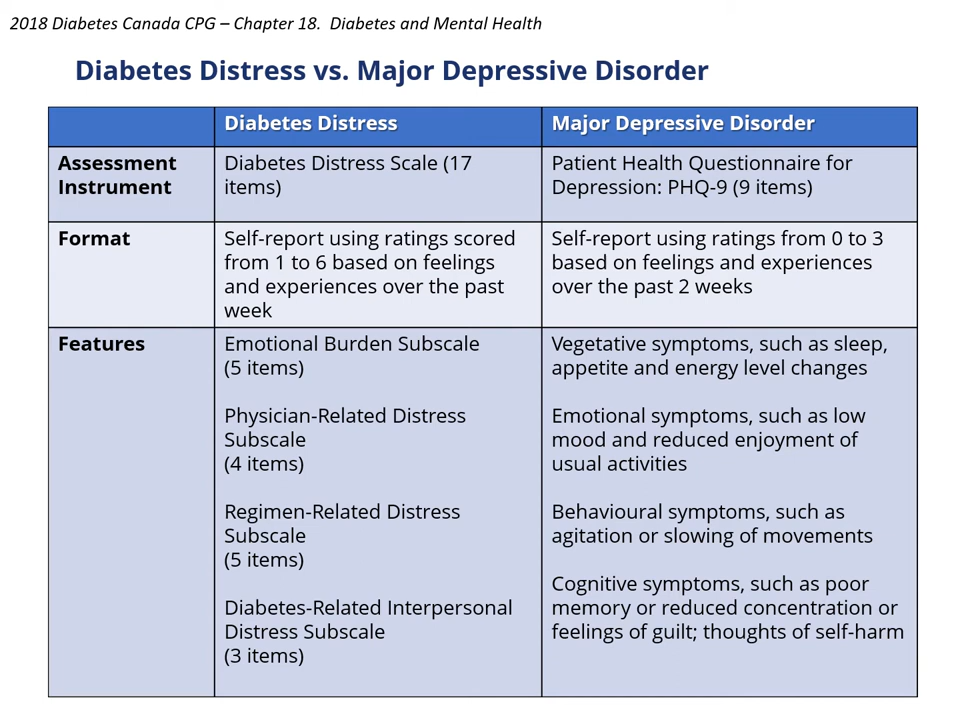 2018 Diabetes Canada CPG – Chapter 18.  Diabetes and Mental Health
Diabetes Distress vs. Major Depressive Disorder
Diabetes Distress
Major Depressive Disorder
Assessment
Instrument
Diabetes Distress Scale (17
items)
Patient Health Questionnaire for
Depression: PHQ-9 (9 items)
Format
Self-report using ratings scored
from 1 to 6 based on feelings
and experiences over the past
week
Self-report using ratings from 0 to 3
based on feelings and experiences
over the past 2 weeks
Features
Emotional Burden Subscale
(5 items)
Physician-Related Distress
Subscale
(4 items)
Regimen-Related Distress
Subscale
(5 items)
Diabetes-Related Interpersonal
Distress Subscale
(3 items)
Vegetative symptoms, such as sleep,
appetite and energy level changes
Emotional symptoms, such as low
mood and reduced enjoyment of
usual activities
Behavioural symptoms, such as
agitation or slowing of movements
Cognitive symptoms, such as poor
memory or reduced concentration or
feelings of guilt; thoughts of self-harm